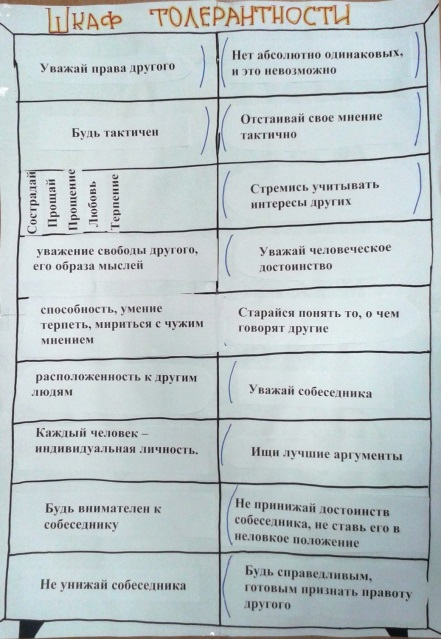 Шкаф толерантности
Уважай права другого
Нет абсолютно одинаковых,
и это невозможно
Будь тактичен
Отстаивай свое мнение
тактично
Сострадай
Прощай
Прощение
Любовь
Терпение
Стремись учитывать
интересы других
уважение свободы другого,
его образа мыслей
Уважай человеческое
достоинство
способность, умение
терпеть, мириться с чужим
мнением
Старайся понять то, о чем
говорят другие
расположенность к другим
людям
Уважай собеседника
Каждый человек –
индивидуальная личность.
Ищи лучшие аргументы
Будь внимателен к
собеседнику
Не принижай достоинств
собеседника, не ставь его в
неловкое положение
Не унижай собеседника
Будь справедливым,
готовым признать правоту
другого